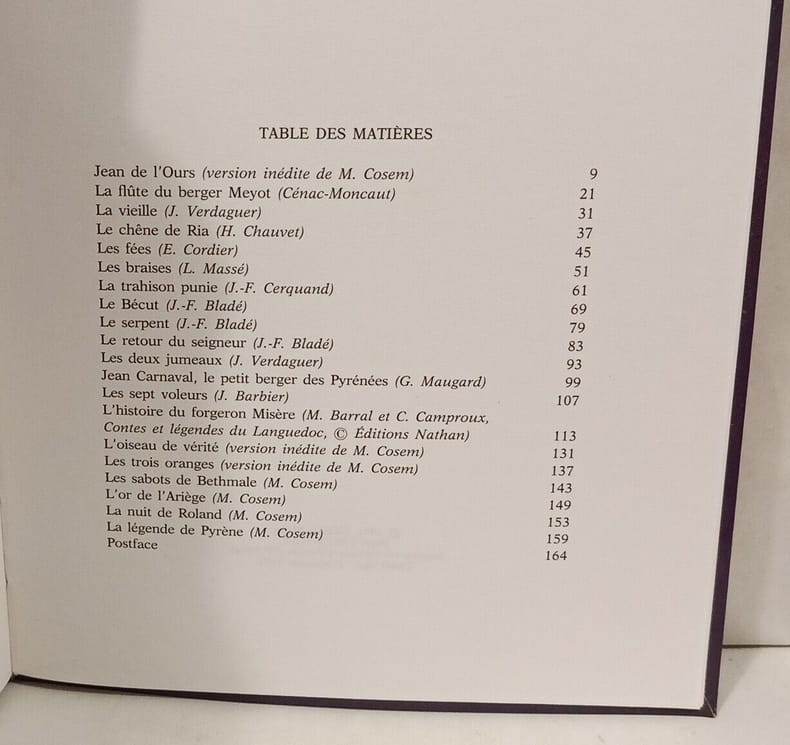 TABLE DES MATIÈRES
Jean de l'Ours (version inédite de M. Cosem) 9
La flûte du berger Meyot (Cénac-Moncaut) 21
La vieille (J. Verdaguer) 31
Le chêne de Ria (H. Chauvet) 37
Les fées (E. Cordier) 45
Les braises (L. Massé) 51
La trahison punie (J.-F. Cerquand) 61
Le Bécut (J.-F. Bladé) 69
Le serpent (J.-F. Bladé) 79
Le retour du seigneur (J.-F. Bladé) 83
Les deux jumeaux (J. Verdaguer) 93
Jean Carnaval, le petit berger des Pyrénées (G. Maugard) 99
Les sept voleurs (J. Barbier) 107
L'histoire du forgeron Misère (M. Barral et C. Camproux,
Contes et légendes du Languedoc, © Éditions Nathan) 113
L'oiseau de vérité (version inédite de M. Cosem) 131
Les trois oranges (version inédite de M. Cosem) 137
Les sabots de Bethmale (M. Cosem) 143
L'or de l'Ariège (M. Cosem) 149
La nuit de Roland (M. Cosem) 153
La légende de Pyrène (M. Cosem) 159
Postface 164